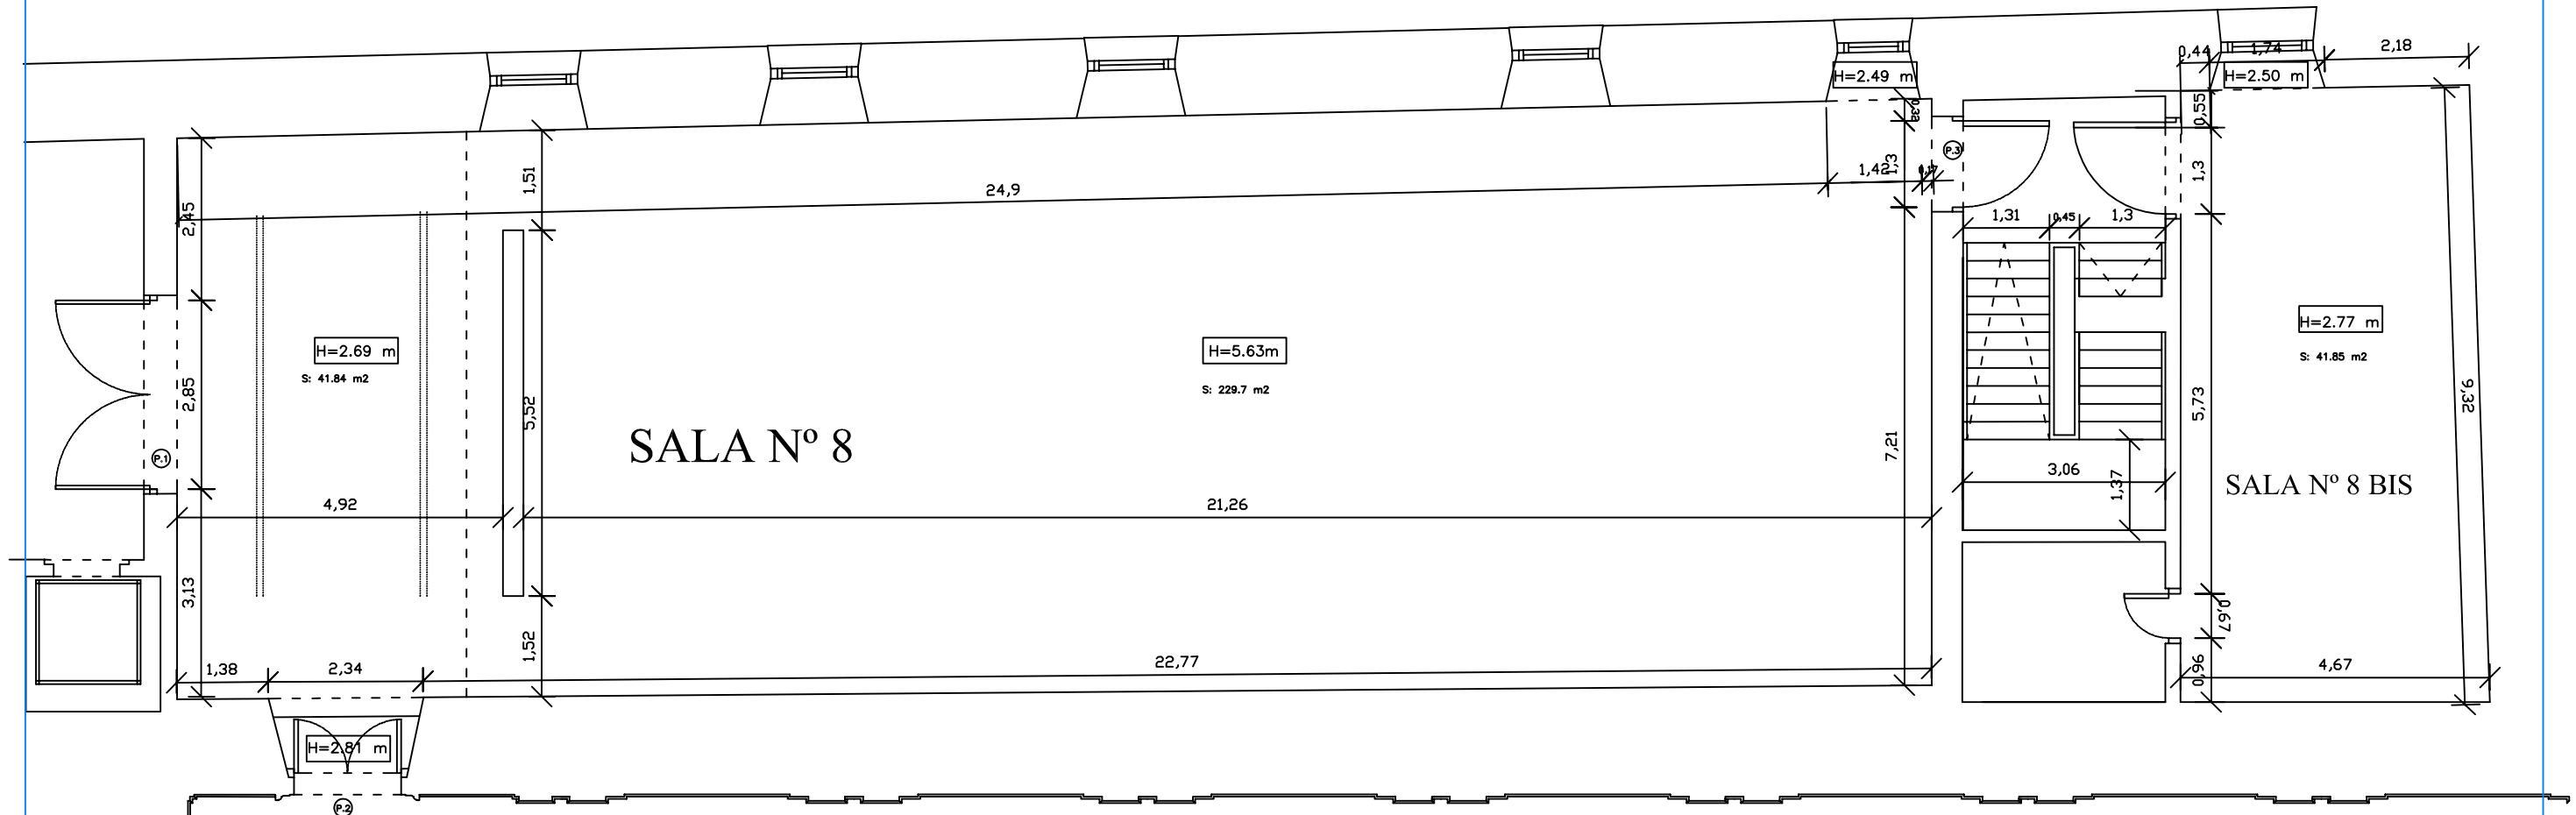 0,44
1,74
2,18
H=2.49 m
H=2.50 m
0,55
1,51
P.3
1,3
1,3
24,9
1,42
2,45
1,31
0,45
1,3
H=2.69 m
S: 41.84 m2
H=5.63m
S: 229.7 m2
H=2.77 m
S: 41.85 m2
2,85
5,52
5,73
9,32
SALA Nº 8
7,21
P.1
3,06
1,37
SALA Nº 8 BIS
4,92
21,26
3,13
0,67
1,52
1,38
2,34
22,77
0,96
4,67
H=2.81 m
P.2